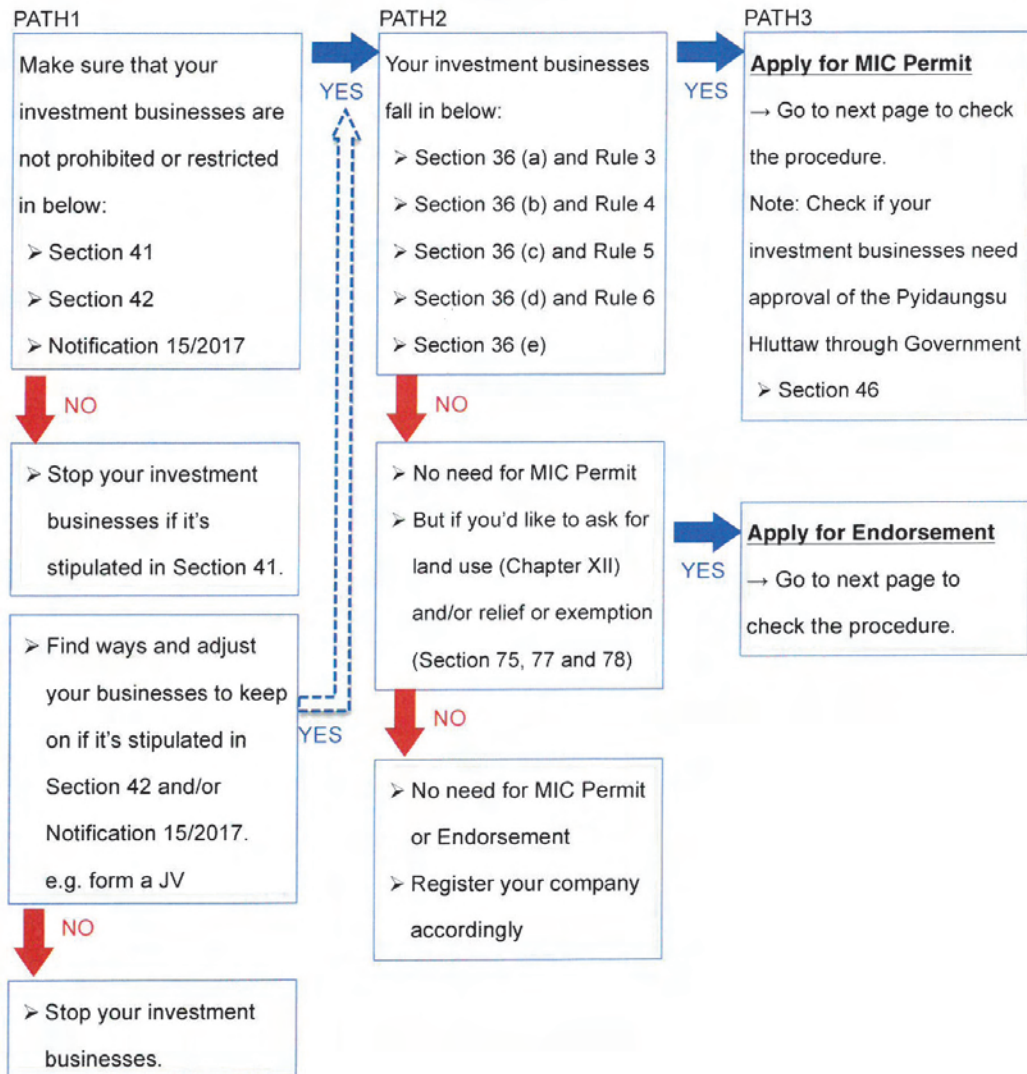 PATH1
Make sure that your
investment businesses are
not prohibited or restricted
in below:
➢ Section 41
➢ Section 42
➢ Notification 15/2017
NO
➢ Stop your investment
businesses if it's
stipulated in Section 41.
➢ Find ways and adjust
your businesses to keep
on if it's stipulated in
Section 42 and/or
Notification 15/2017.
e.g. form a JV
NO
➢ Stop your investment
businesses.
YES
YES
PATH2
Your investment businesses
fall in below:
➢ Section 36 (a) and Rule 3
➢ Section 36 (b) and Rule 4
➢ Section 36 (c) and Rule 5
➢ Section 36 (d) and Rule 6
➢ Section 36 (e)
NO
➢ No need for MIC Permit
➢ But if you'd like to ask for
land use (Chapter XII)
and/or relief or exemption
(Section 75, 77 and 78)
NO
➢ No need for MIC Permit
or Endorsement
➢ Register your company
accordingly
YES
PATH3
Apply for MIC Permit
→ Go to next page to check
the procedure.
Note: Check if your
investment businesses need
approval of the Pyidaungsu
Hluttaw through Government
➢ Section 46
YES
Apply for Endorsement
→ Go to next page to
check the procedure.